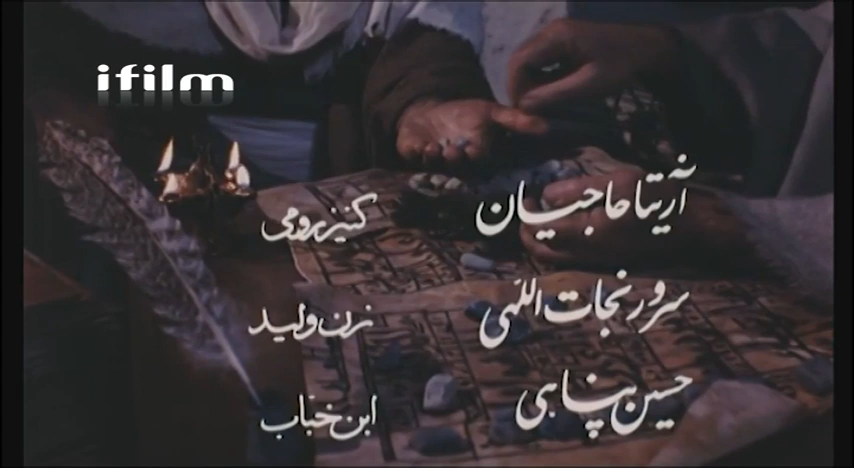 ifilm
آریتا حاجیان کنیز رومی
سرور نجات اللهی زن ولید
حسین پناهی ابن خباب